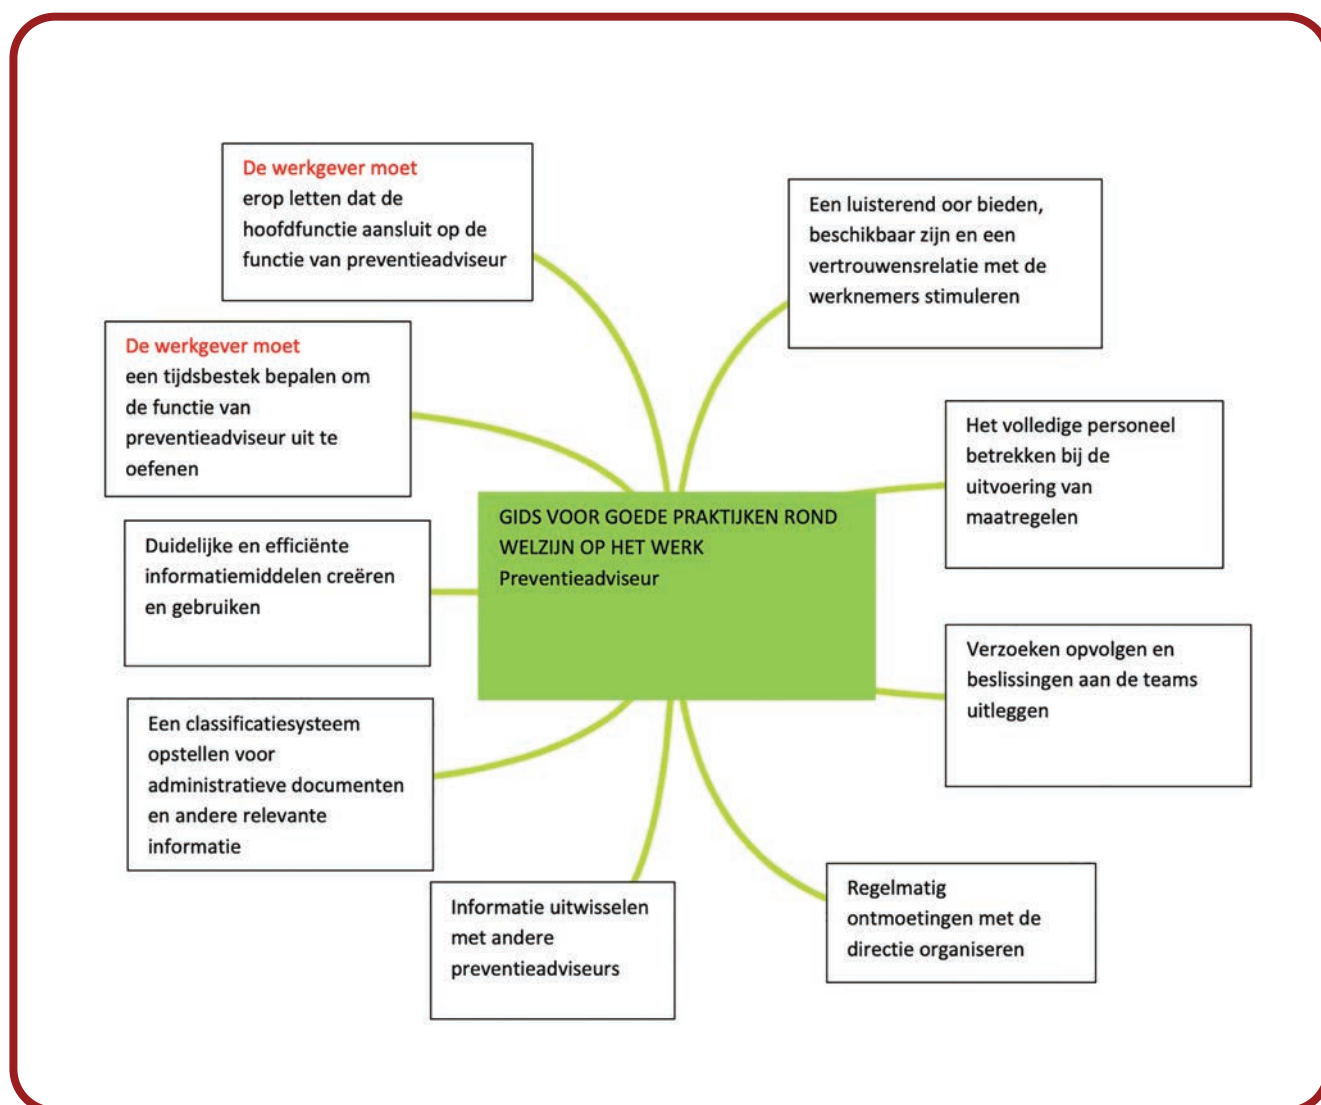 De werkgever moet
erop letten dat de
hoofdfunctie aansluit op de
functie van preventieadviseur
Een luisterend oor bieden,
beschikbaar zijn en een
vertrouwensrelatie met de
werknemers stimuleren
De werkgever moet
een tijdsbestek bepalen om
de functie van
preventieadviseur uit te
oefenen
Het volledige personeel
betrekken bij de
uitvoering van
maatregelen
GIDS VOOR GOEDE PRAKTIJKEN ROND
WELZIJN OP HET WERK
Preventieadviseur
Duidelijke en efficiënte
informatiemiddelen creëren
en gebruiken
Verzoeken opvolgen en
beslissingen aan de teams
uitleggen
Een classificatiesysteem
opstellen voor
administratieve documenten
en andere relevante
informatie
Informatie uitwisselen
met andere
preventieadviseurs
Regelmatig
ontmoetingen met de
directie organiseren